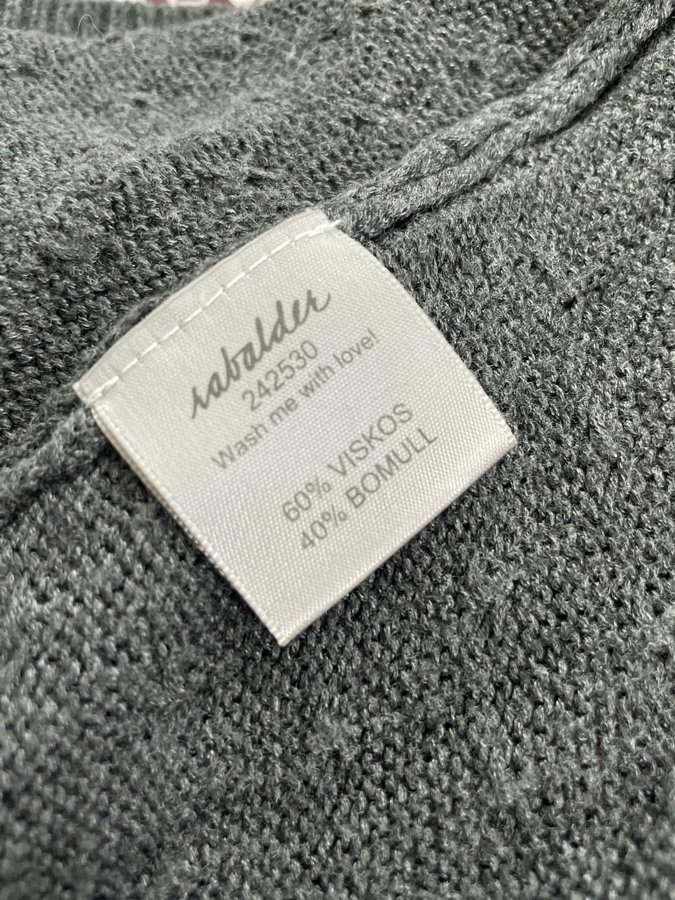 rabalder
242530
Wash me with love!
60% VISKOS
40% BOMULL